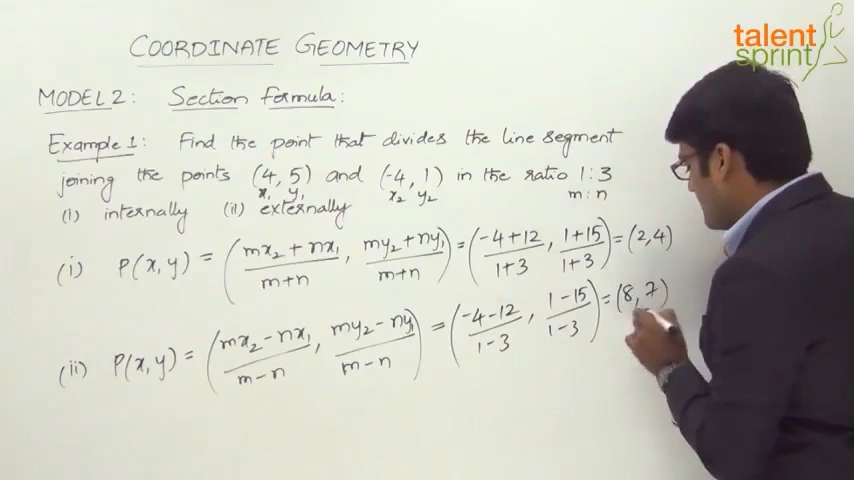 talent
sprint
COORDINATE GEOMETRY
MODEL 2: Section formula:
Example 1: Find the point that divides the line segment
joining the points (4, 5) and (-4, 1) in the ratio 1:3
x₁ y₁ x₂ y₂ m:n
(i) internally (ii) externally
(i) P(x, y) = ((mx₂ + nx₁)/(m+n), (my₂ + ny₁)/(m+n)) = ((-4+12)/(1+3), (1+15)/(1+3)) = (2, 4)
(ii) P(x, y) = ((mx₂ - nx₁)/(m-n), (my₂ - ny₁)/(m-n)) = ((-4-12)/(1-3), (1-15)/(1-3)) = (8, 7)